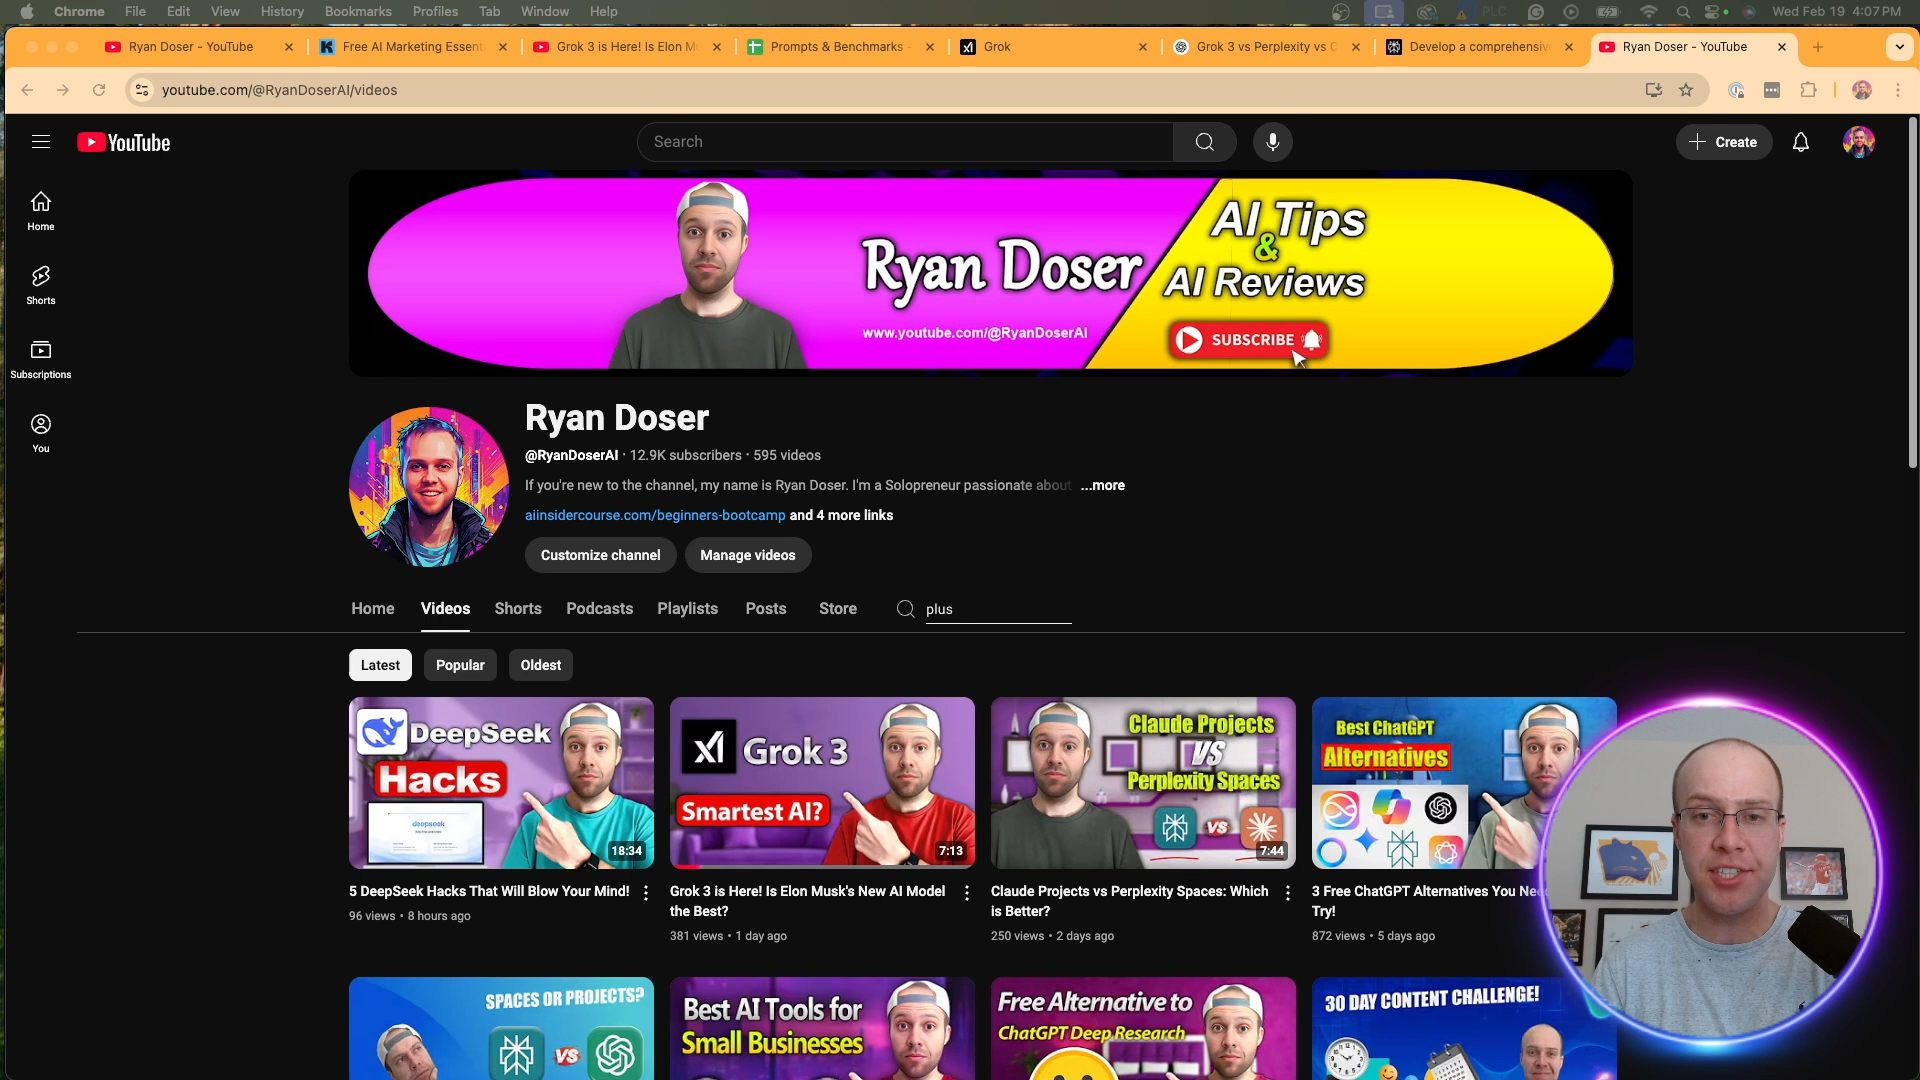 Chrome File Edit View History Bookmarks Profiles Tab Window Help PLC Wed Feb 19 4:07 PM
Ryan Doser - YouTube
Free AI Marketing Essent
Grok 3 is Here! Is Elon M
Prompts & Benchmarks -
Grok
Grok 3 vs Perplexity vs C
Develop a comprehensiv
Ryan Doser - YouTube
youtube.com/@RyanDoserAI/videos
YouTube
Search
Create
Home
Shorts
Subscriptions
You
Ryan Doser
www.youtube.com/@RyanDoserAI
AI Tips
&
AI Reviews
SUBSCRIBE
Ryan Doser
@RyanDoserAI · 12.9K subscribers · 595 videos
If you're new to the channel, my name is Ryan Doser. I'm a Solopreneur passionate about ...more
aiinsidercourse.com/beginners-bootcamp and 4 more links
Customize channel Manage videos
Home Videos Shorts Podcasts Playlists Posts Store plus
Latest Popular Oldest
DeepSeek
Hacks
deepseek
18:34
5 DeepSeek Hacks That Will Blow Your Mind!
96 views • 8 hours ago
Grok 3
Smartest AI?
7:13
Grok 3 is Here! Is Elon Musk's New AI Model
the Best?
381 views • 1 day ago
Claude Projects
VS
Perplexity Spaces
VS
7:44
Claude Projects vs Perplexity Spaces: Which
is Better?
250 views • 2 days ago
Best ChatGPT
Alternatives
3 Free ChatGPT Alternatives You
Try!
872 views • 5 days ago
SPACES OR PROJECTS?
VS
Best AI Tools for
Small Businesses
Free Alternative to
ChatGPT Deep Research
30 DAY CONTENT CHALLENGE!